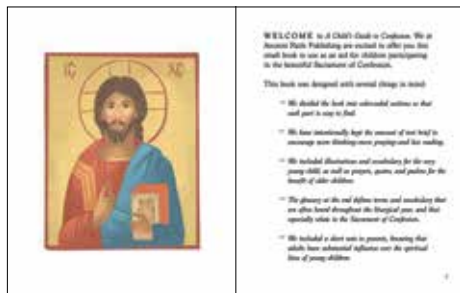 IC XC
WELCOME to A Child's Guide to Confession. We at
Ancient Faith Publishing are excited to offer you this
small book to use as an aid for children participating
in the beautiful Sacrament of Confession.
This book was designed with several things in mind:
We divided the book into color-coded sections so that
each part is easy to find.
We have intentionally kept the amount of text brief to
encourage more thinking—more praying—and less reading.
We included illustrations and vocabulary for the very
young child, as well as prayers, quotes, and psalms for the
benefit of older children.
The glossary at the end defines terms and vocabulary that
are often heard throughout the liturgical year, and that
especially relate to the Sacrament of Confession.
We included a short note to parents, knowing that
adults have substantial influence over the spiritual
lives of young children.